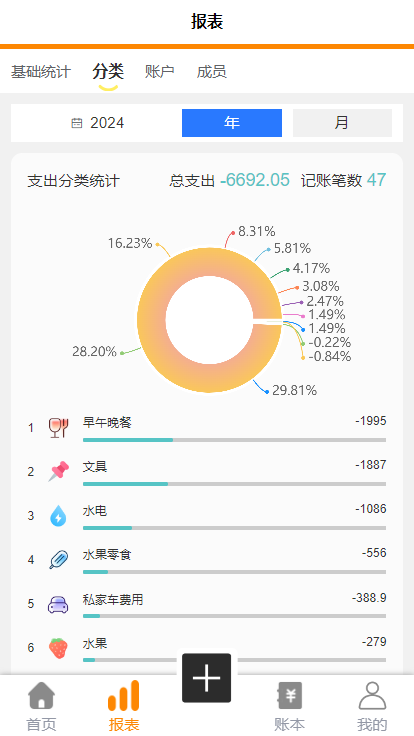 报表
基础统计 分类 账户 成员
2024 年 月
支出分类统计 总支出 -6692.05 记账笔数 47
8.31%
16.23%
5.81%
4.17%
3.08%
2.47%
1.49%
1.49%
-0.22%
28.20%
-0.84%
29.81%
1 早午晚餐 -1995
2 文具 -1887
3 水电 -1086
4 水果零食 -556
5 私家车费用 -388.9
6 水果 -279
首页 报表 账本 我的